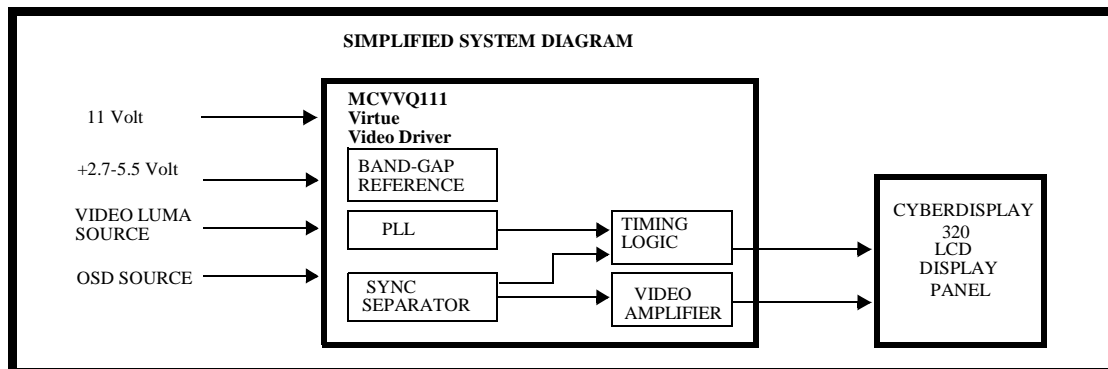 SIMPLIFIED SYSTEM DIAGRAM
11 Volt
+2.7-5.5 Volt
VIDEO LUMA
SOURCE
OSD SOURCE
MCVVQ111
Virtue
Video Driver
BAND-GAP
REFERENCE
PLL
SYNC
SEPARATOR
TIMING
LOGIC
VIDEO
AMPLIFIER
CYBERDISPLAY
320
LCD
DISPLAY
PANEL